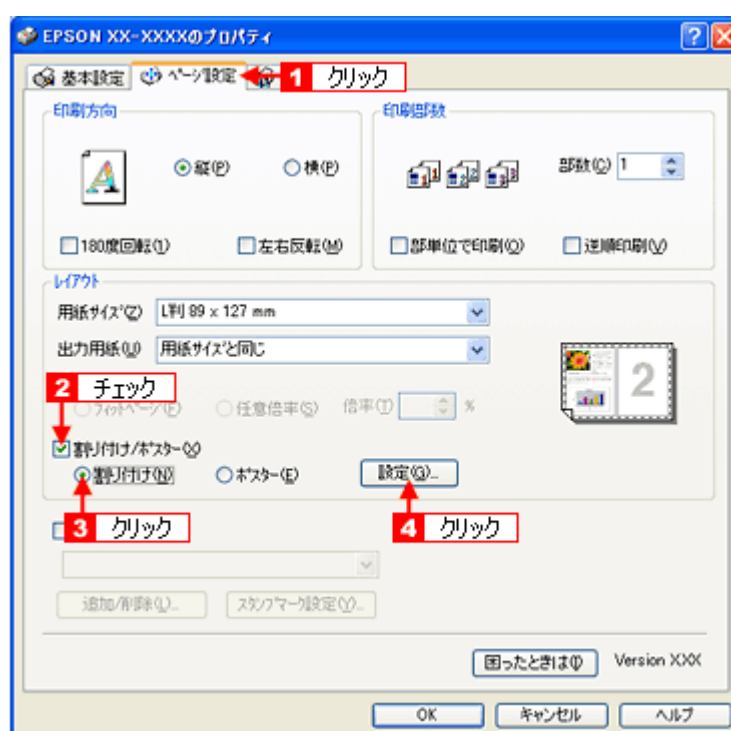 EPSON XX-XXXXのプロパティ
基本設定 ページ設定
1 クリック
印刷方向
縦(P) 横(P)
180度回転(1) 左右反転(M)
印刷部数
部数(C) 1
部単位で印刷(O) 逆順印刷(V)
レイアウト
用紙サイズ(Z) L判 89 x 127 mm
出力用紙(U) 用紙サイズと同じ
2 チェック
フィットページ(F) 任意倍率(S) 倍率(T) %
割り付け/ポスター(X)
割り付け(N) ポスター(E) 設定(G)...
2
3 クリック
4 クリック
追加/削除(L)... スタンプマーク設定(Y)...
困ったときは(I) Version X.XX
OK キャンセル ヘルプ